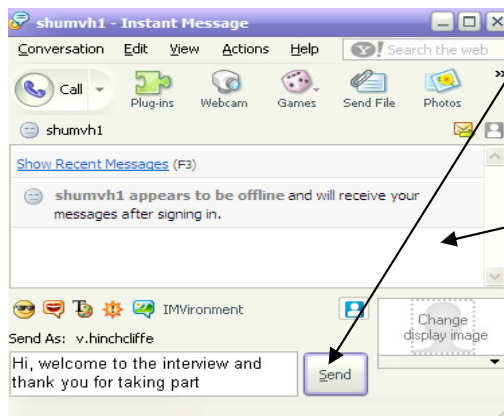 shumvh1 - Instant Message
Conversation Edit View Actions Help Y! Search the web
Call Plug-ins Webcam Games Send File Photos »
shumvh1
Show Recent Messages (F3)
shumvh1 appears to be offline and will receive your
messages after signing in.
IMVironment
Send As: v.hinchcliffe
Change
display image
Hi, welcome to the interview and
thank you for taking part
Send